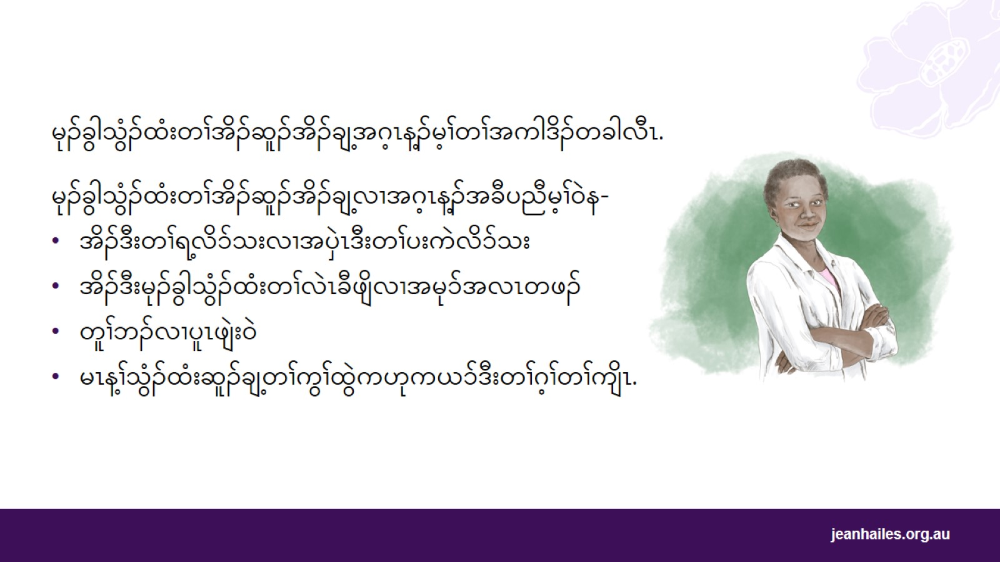 မုၣ်ခွါသွံၣ်ထံးတၢ်အိၣ်ဆူၣ်အိၣ်ချ့အဂ့ၢန့ၣ်မ့ၢ်တၢ်အကါဒိၣ်တခါလီၤ.
မုၣ်ခွါသွံၣ်ထံးတၢ်အိၣ်ဆူၣ်အိၣ်ချ့လၢအဂ့ၤန့ၣ်အခီပညီမ့ၢ်ဝဲန-
• အိၣ်ဒီးတၢ်ရ့လိာ်သးလၢအပှဲၤဒီးတၢ်ပးကဲလိာ်သး
• အိၣ်ဒီးမုၣ်ခွါသွံၣ်ထံးတၢ်လဲၤခီဖျိလၢအမုာ်အလၤတဖၣ်
• တူၢ်ဘၣ်လၢပူၤဖျဲးဝဲ
• မၤန့ၢ်သွံၣ်ထံးဆူၣ်ချ့တၢ်ကွၢ်ထွဲကဟုကယာ်ဒီးတၢ်ဂ့ၢ်တၢ်ကျိၤ.
jeanhailes.org.au